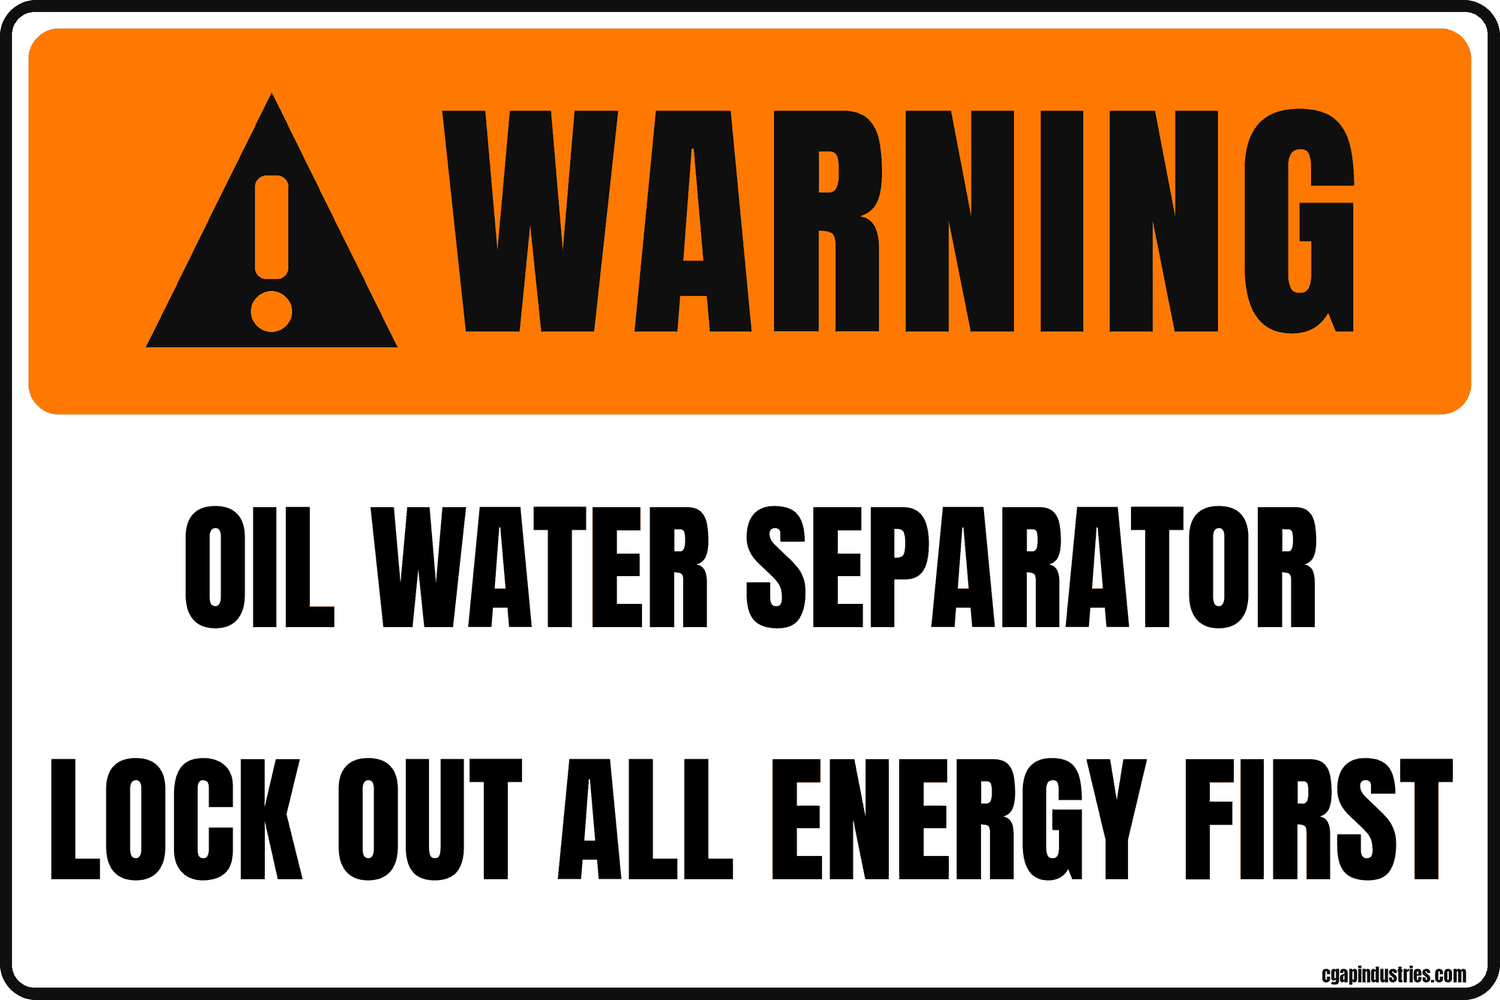 WARNING
OIL WATER SEPARATOR
LOCK OUT ALL ENERGY FIRST
cgapindustries.com